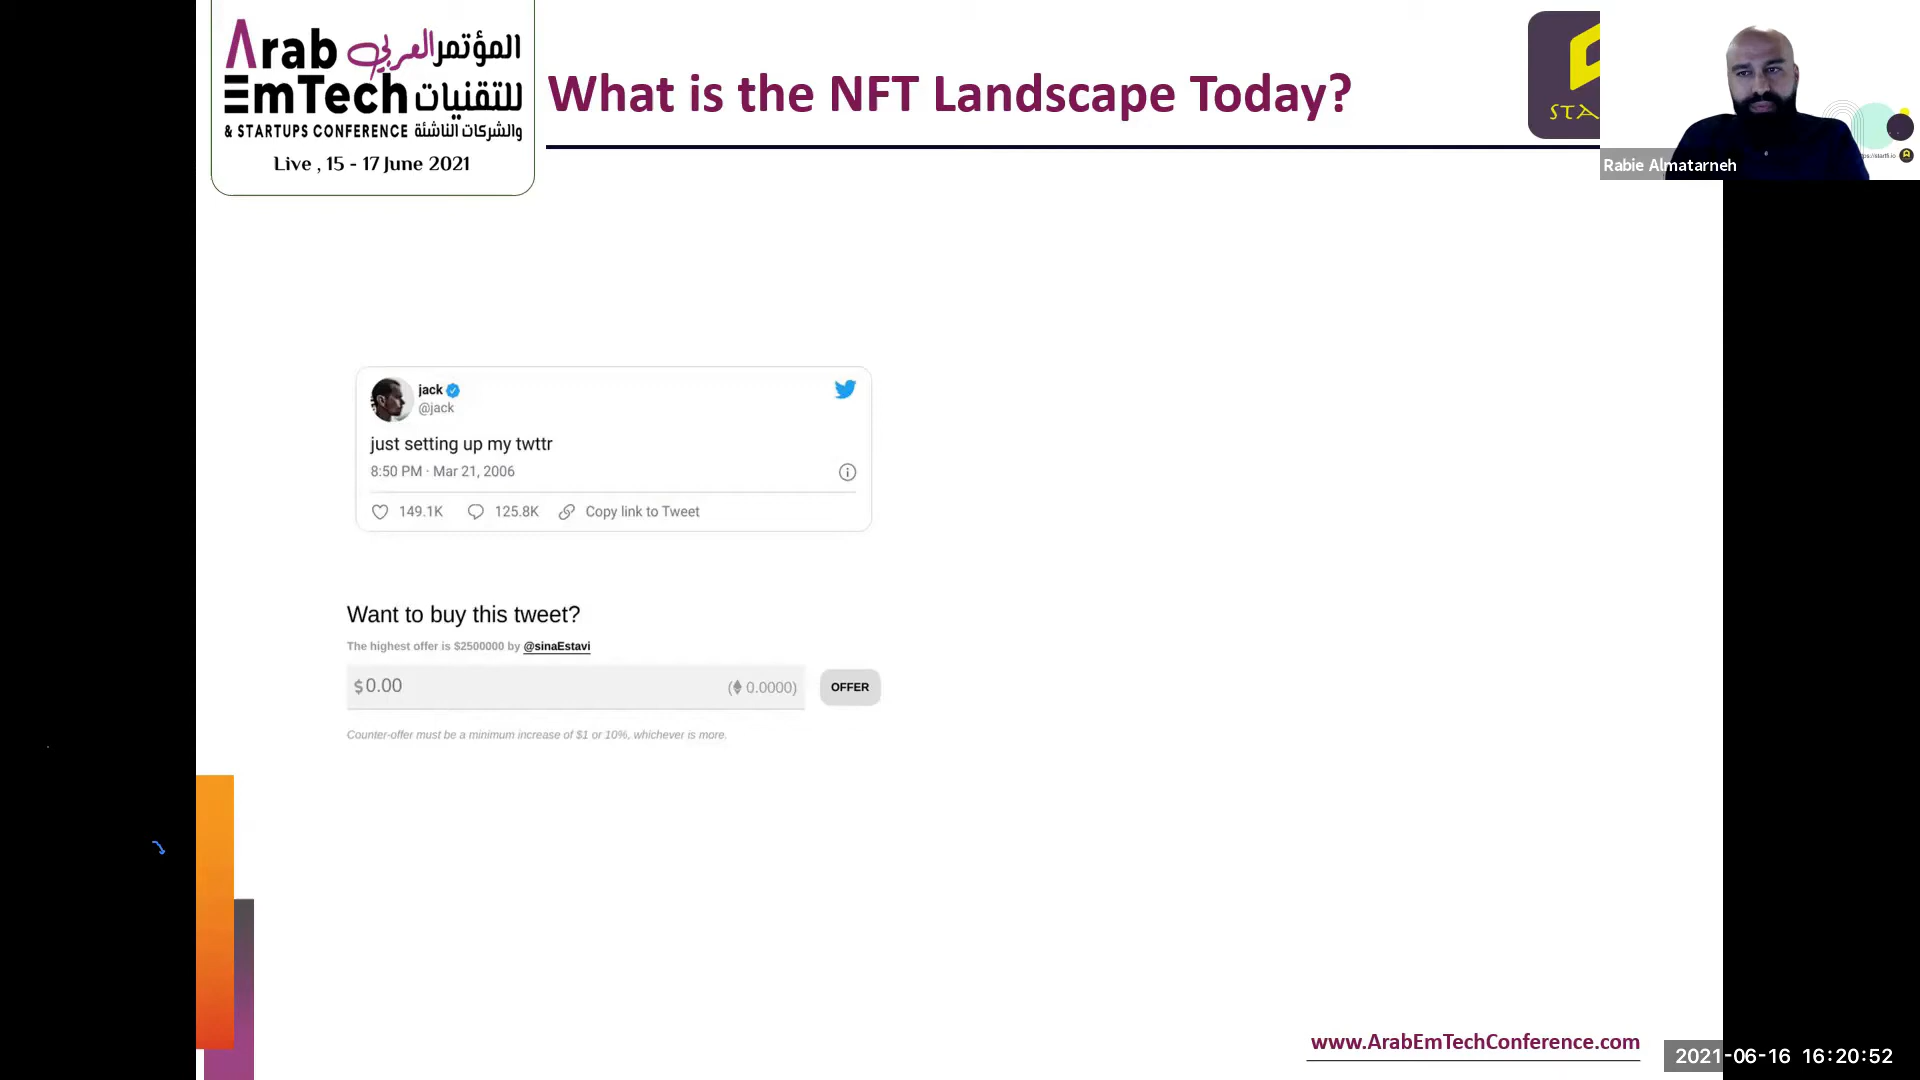 Arab المؤتمر العربي
EmTech للتقنيات
& STARTUPS CONFERENCE والشركات الناشئة
Live , 15 - 17 June 2021
What is the NFT Landscape Today?
STA
Rabie Almatarneh
jack
@jack
just setting up my twttr
8:50 PM · Mar 21, 2006
149.1K 125.8K Copy link to Tweet
Want to buy this tweet?
The highest offer is $2500000 by @sinaEstavi
$0.00 (0.0000) OFFER
Counter-offer must be a minimum increase of $1 or 10%, whichever is more.
www.ArabEmTechConference.com
2021-06-16 16:20:52